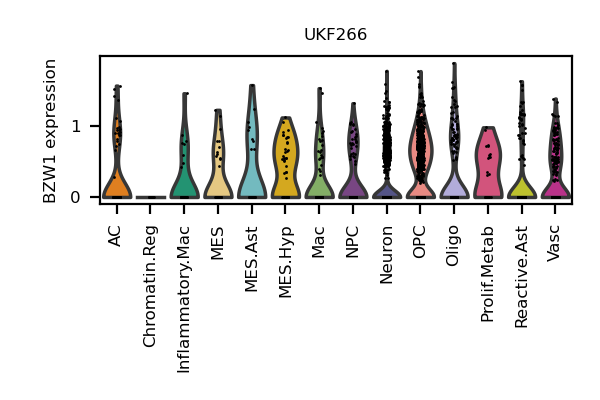 UKF266
BZW1 expression
1
0
AC
Chromatin.Reg
Inflammatory.Mac
MES
MES.Ast
MES.Hyp
Mac
NPC
Neuron
OPC
Oligo
Prolif.Metab
Reactive.Ast
Vasc